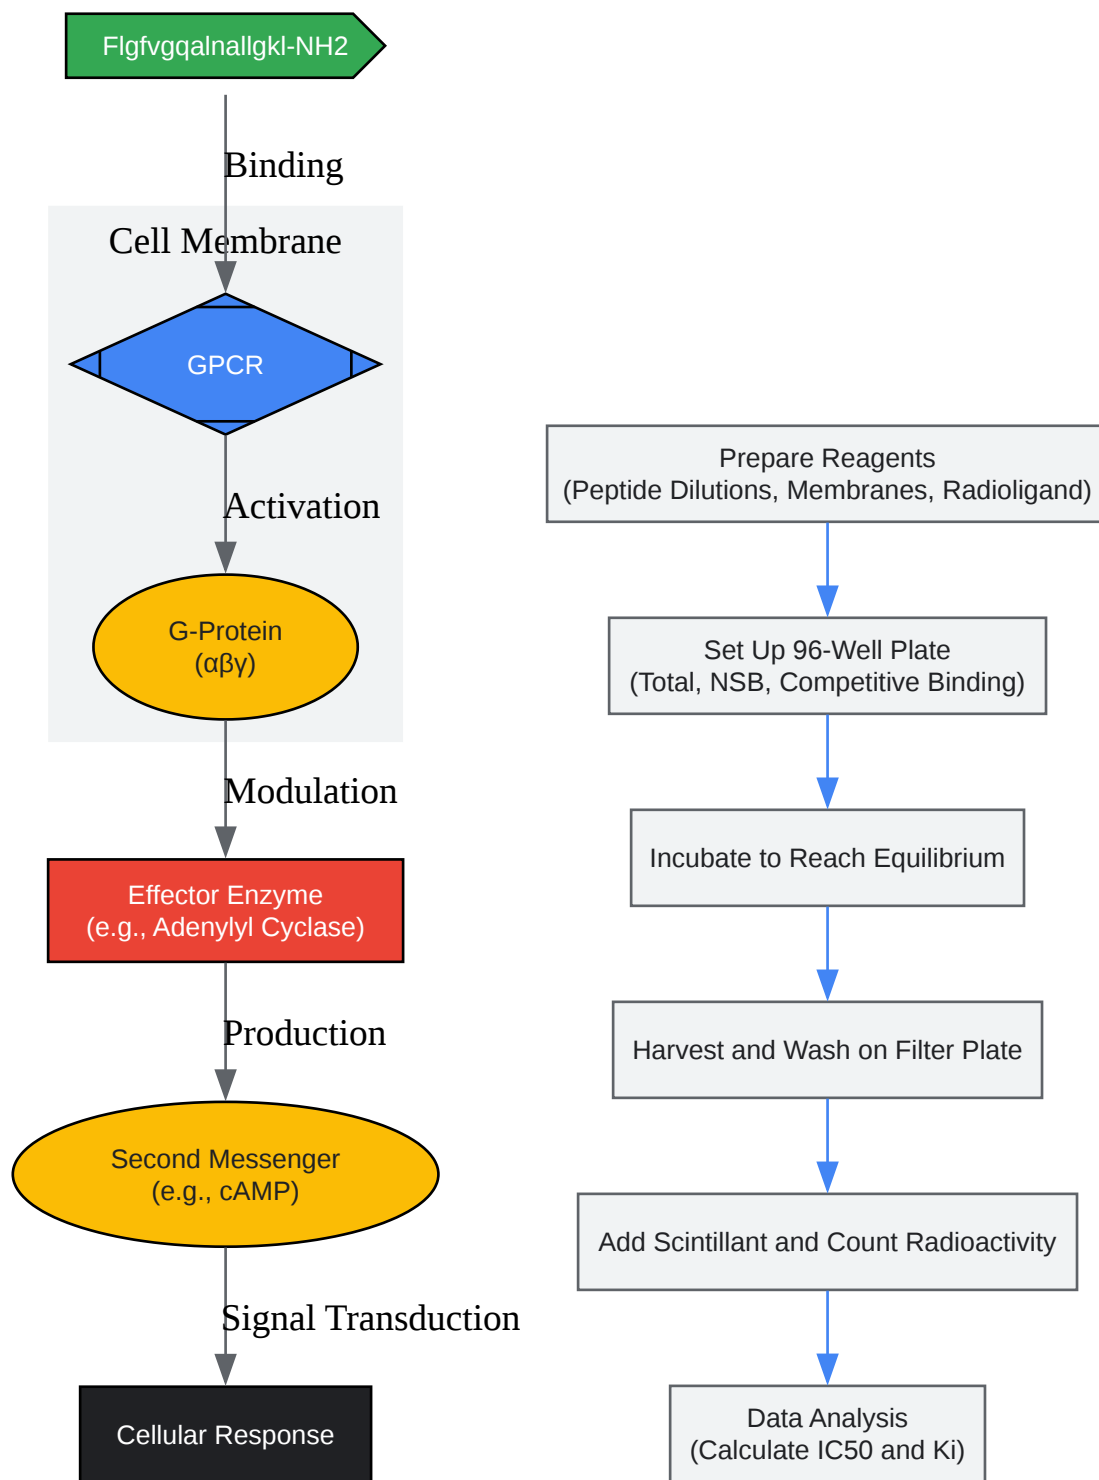 Flgfvgqalnallgkl-NH2
Binding
Cell Membrane
GPCR
Activation
G-Protein
(αβγ)
Modulation
Effector Enzyme
(e.g., Adenylyl Cyclase)
Production
Second Messenger
(e.g., cAMP)
Signal Transduction
Cellular Response
Prepare Reagents
(Peptide Dilutions, Membranes, Radioligand)
Set Up 96-Well Plate
(Total, NSB, Competitive Binding)
Incubate to Reach Equilibrium
Harvest and Wash on Filter Plate
Add Scintillant and Count Radioactivity
Data Analysis
(Calculate IC50 and Ki)